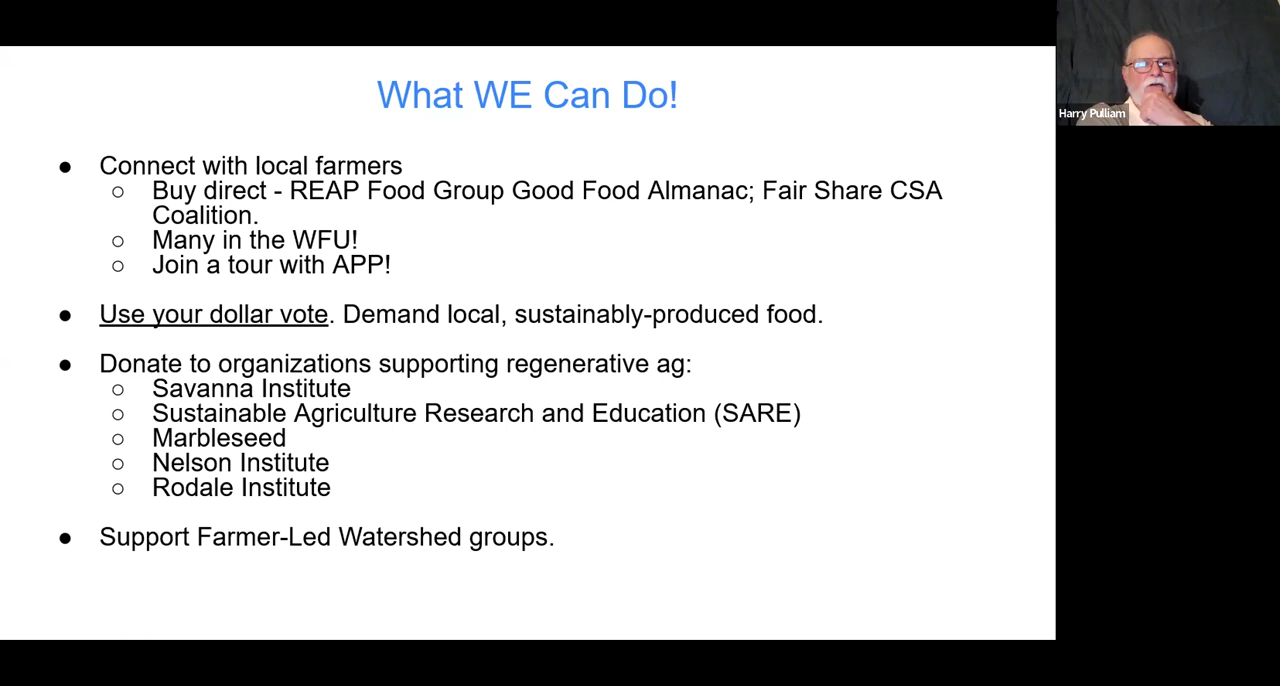 What WE Can Do!
● Connect with local farmers
○ Buy direct - REAP Food Group Good Food Almanac; Fair Share CSA
Coalition.
○ Many in the WFU!
○ Join a tour with APP!
● Use your dollar vote. Demand local, sustainably-produced food.
● Donate to organizations supporting regenerative ag:
○ Savanna Institute
○ Sustainable Agriculture Research and Education (SARE)
○ Marbleseed
○ Nelson Institute
○ Rodale Institute
● Support Farmer-Led Watershed groups.
Harry Pulliam